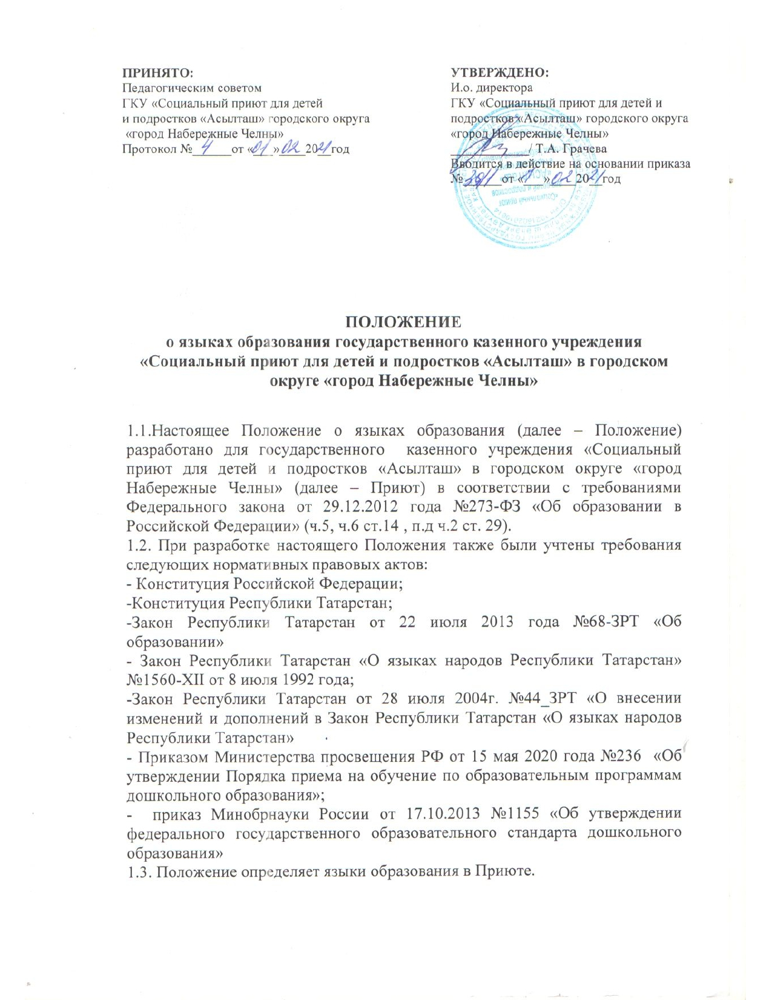 ПРИНЯТО:
Педагогическим советом
ГКУ «Социальный приют для детей
и подростков «Асылташ» городского округа
«город Набережные Челны»
Протокол № 4 от «01» 02 2021 год
УТВЕРЖДЕНО:
И.о. директора
ГКУ «Социальный приют для детей и
подростков «Асылташ» городского округа
«город Набережные Челны»
/ Т.А. Грачева
Вводится в действие на основании приказа
№ от « » 02 2021 год
ПОЛОЖЕНИЕ
о языках образования государственного казенного учреждения
«Социальный приют для детей и подростков «Асылташ» в городском
округе «город Набережные Челны»
1.1.Настоящее Положение о языках образования (далее – Положение)
разработано для государственного казенного учреждения «Социальный
приют для детей и подростков «Асылташ» в городском округе «город
Набережные Челны» (далее – Приют) в соответствии с требованиями
Федерального закона от 29.12.2012 года №273-ФЗ «Об образовании в
Российской Федерации» (ч.5, ч.6 ст.14 , п.д ч.2 ст. 29).
1.2. При разработке настоящего Положения также были учтены требования
следующих нормативных правовых актов:
- Конституция Российской Федерации;
-Конституция Республики Татарстан;
-Закон Республики Татарстан от 22 июля 2013 года №68-ЗРТ «Об
образовании»
- Закон Республики Татарстан «О языках народов Республики Татарстан»
№1560-XII от 8 июля 1992 года;
-Закон Республики Татарстан от 28 июля 2004г. №44_ЗРТ «О внесении
изменений и дополнений в Закон Республики Татарстан «О языках народов
Республики Татарстан»
- Приказом Министерства просвещения РФ от 15 мая 2020 года №236 «Об
утверждении Порядка приема на обучение по образовательным программам
дошкольного образования»;
- приказ Минобрнауки России от 17.10.2013 №1155 «Об утверждении
федерального государственного образовательного стандарта дошкольного
образования»
1.3. Положение определяет языки образования в Приюте.